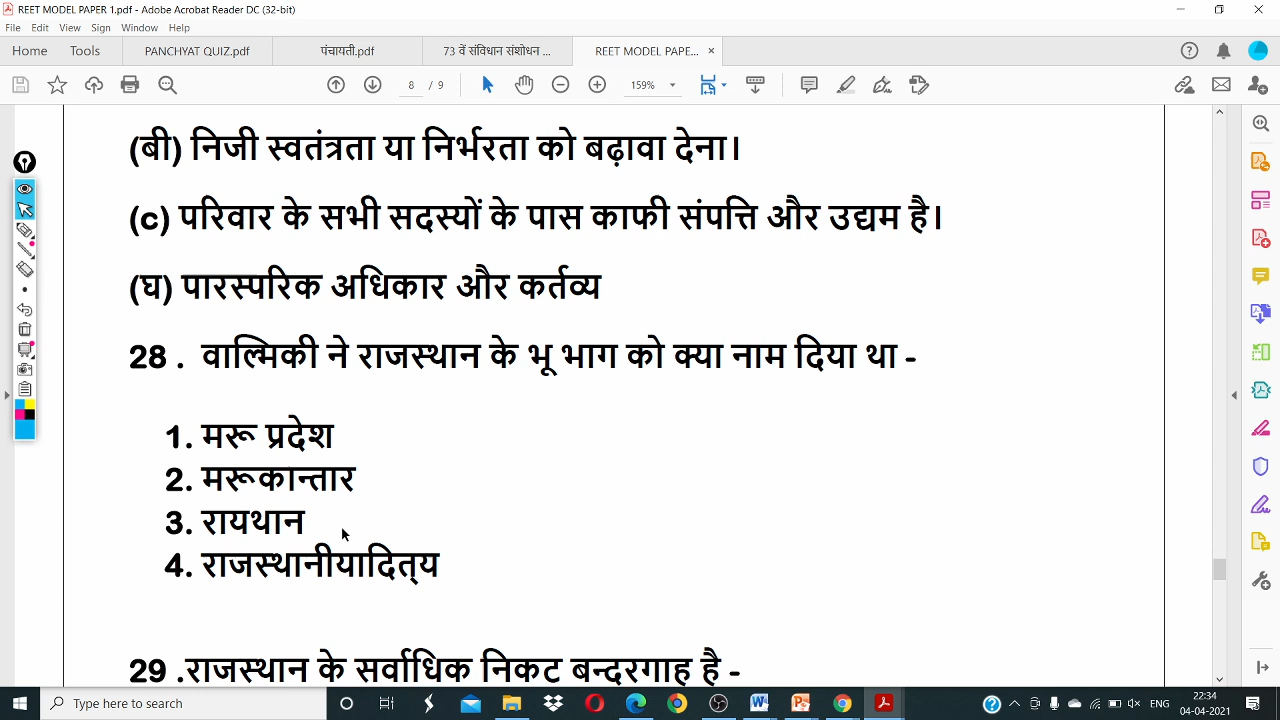 REET MODEL PAPER 1.pdf - Adobe Acrobat Reader DC (32-bit)
File Edit View Sign Window Help
Home Tools PANCHYAT QUIZ.pdf पंचायती.pdf 73 वें संविधान संशोधन ... REET MODEL PAPE... ×
8 / 9 159%
(बी) निजी स्वतंत्रता या निर्भरता को बढ़ावा देना।
(c) परिवार के सभी सदस्यों के पास काफी संपत्ति और उद्यम है।
(घ) पारस्परिक अधिकार और कर्तव्य
28 . वाल्मिकी ने राजस्थान के भू भाग को क्या नाम दिया था -
1. मरू प्रदेश
2. मरूकान्तार
3. रायथान
4. राजस्थानीयादित्‍य
29 .राजस्थान के सर्वाधिक निकट बन्दरगाह है -
Type here to search
ENG
22:34
04-04-2021